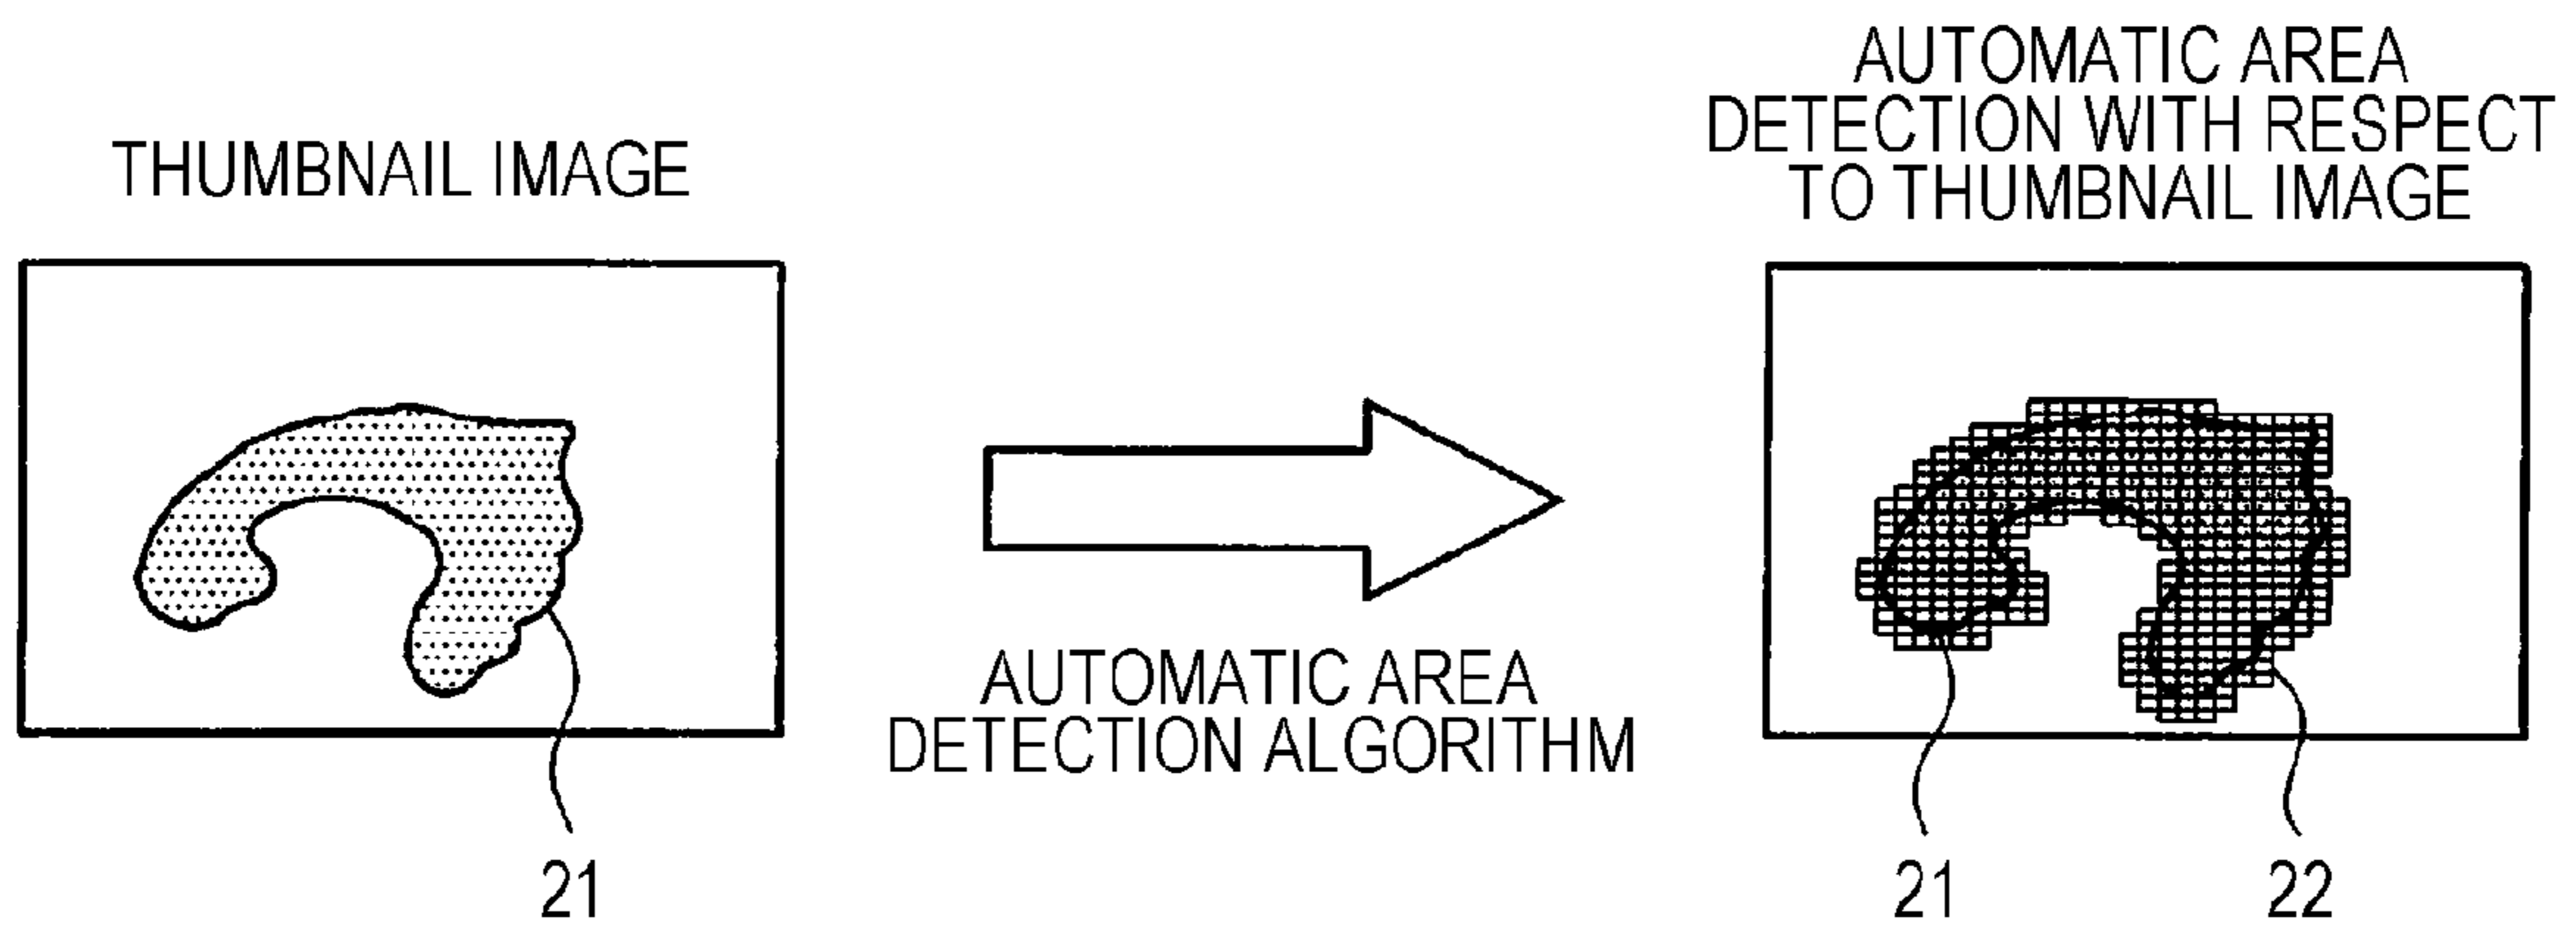 THUMBNAIL IMAGE
AUTOMATIC AREA
DETECTION ALGORITHM
AUTOMATIC AREA
DETECTION WITH RESPECT
TO THUMBNAIL IMAGE
21
21
22